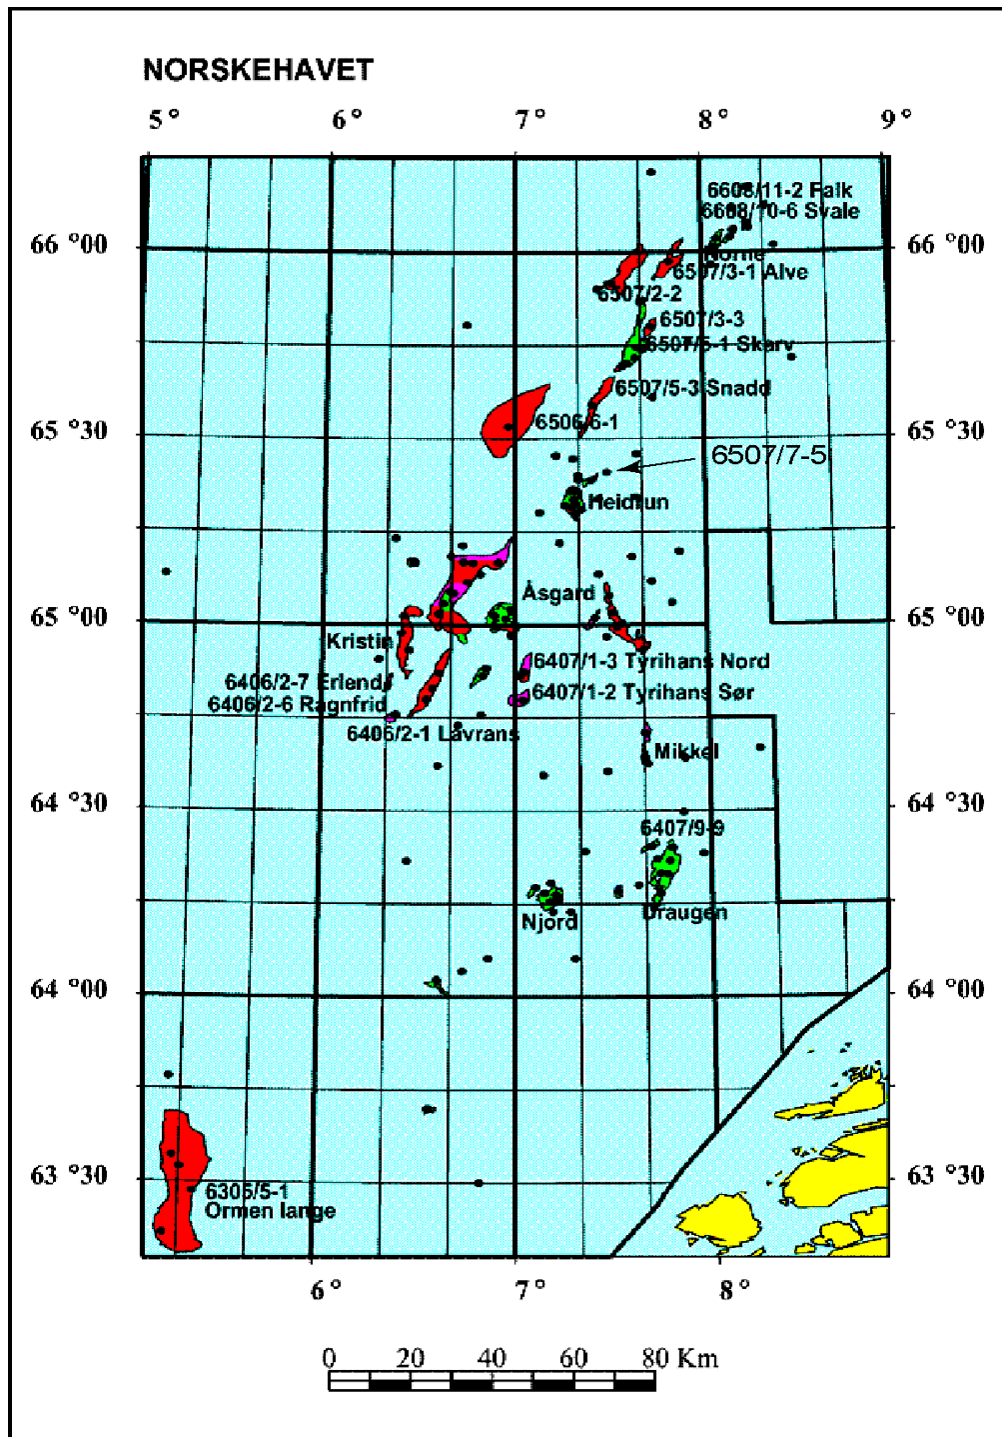 NORSKEHAVET
5° 6° 7° 8° 9°
6608/11-2 Falk
6608/10-6 Svale
66 °00 66 °00
Norne
6507/3-1 Alve
6507/2-2
6507/3-3
6507/5-1 Skarv
6507/5-3 Snadd
6506/6-1
65 °30 65 °30
6507/7-5
Heidrun
Åsgard
65 °00 65 °00
Kristin
6407/1-3 Tyrihans Nord
6406/2-7 Erlend
6407/1-2 Tyrihans Sør
6406/2-6 Ragnfrid
6406/2-1 Lavrans
Mikkel
64 °30 64 °30
6407/9-9
Draugen
Njord
64 °00 64 °00
63 °30 63 °30
6305/5-1
Ormen lange
6° 7° 8°
0 20 40 60 80 Km